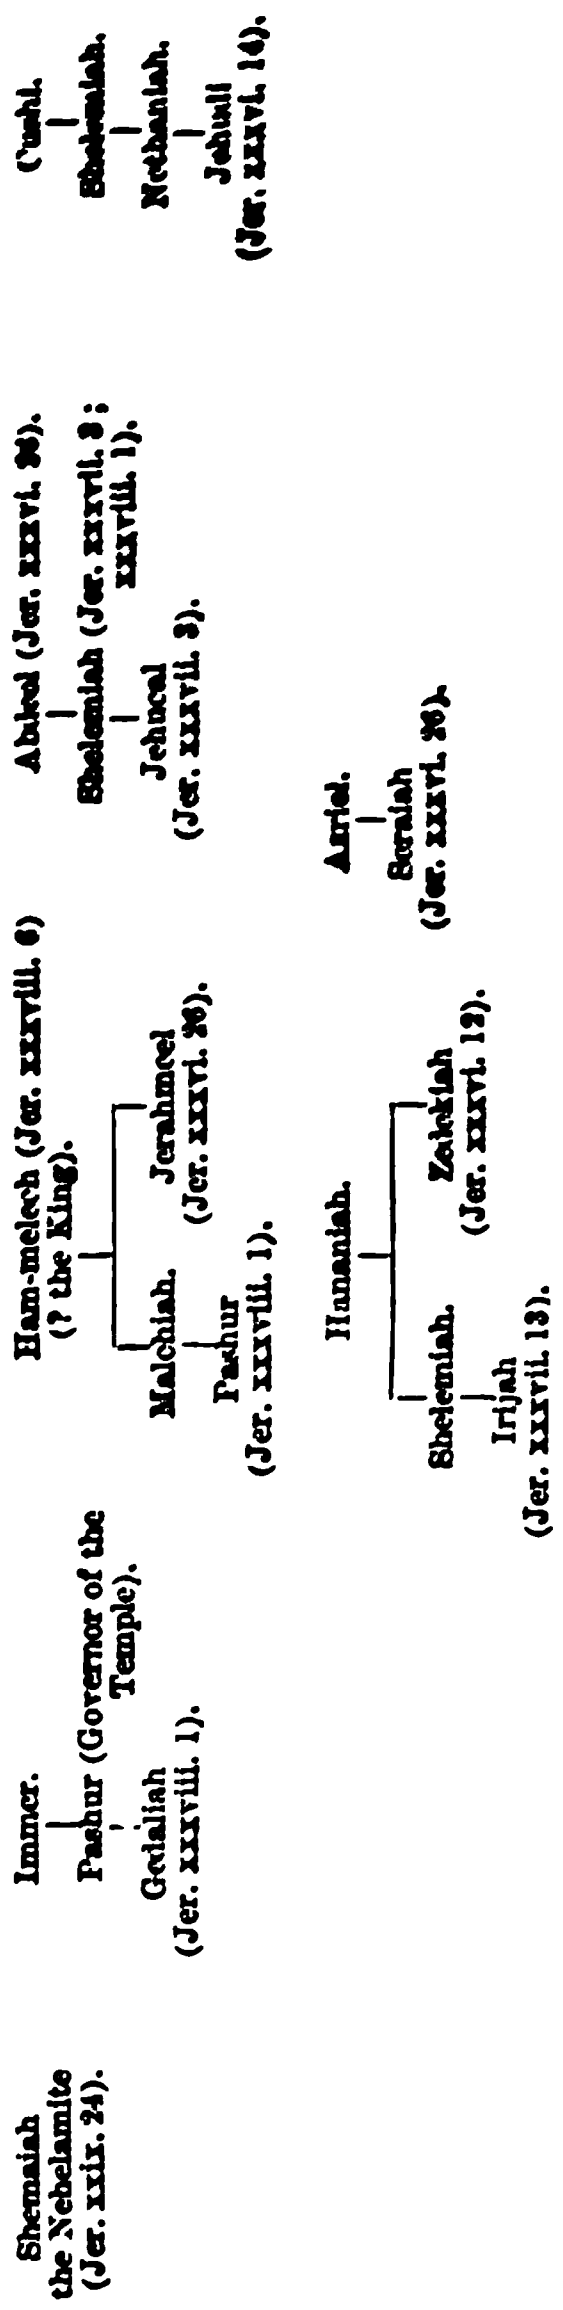 Shemaiah
the Nehelamite
(Jer. xxix. 24).
Immer.
Pashur (Governor of the
Temple).
Gedaliah
(Jer. xxxviii. 1).
Ham-melech (Jer. xxxviii. 6)
(? the King).
Malchiah.
Pashur
(Jer. xxxviii. 1).
Jerahmeel
(Jer. xxxvi. 26).
Abdeel (Jer. xxxvi. 26).
Shelemiah (Jer. xxxvii. 3;
xxxviii. 1).
Jehucal
(Jer. xxxvii. 3).
Cushi.
Shelemiah.
Nethaniah.
Jehudi
(Jer. xxxvi. 14).
Hananiah.
Shelemiah.
Irijah
(Jer. xxxvii. 13).
Zedekiah
(Jer. xxxvi. 12).
Azriel.
Seraiah
(Jer. xxxvi. 26).